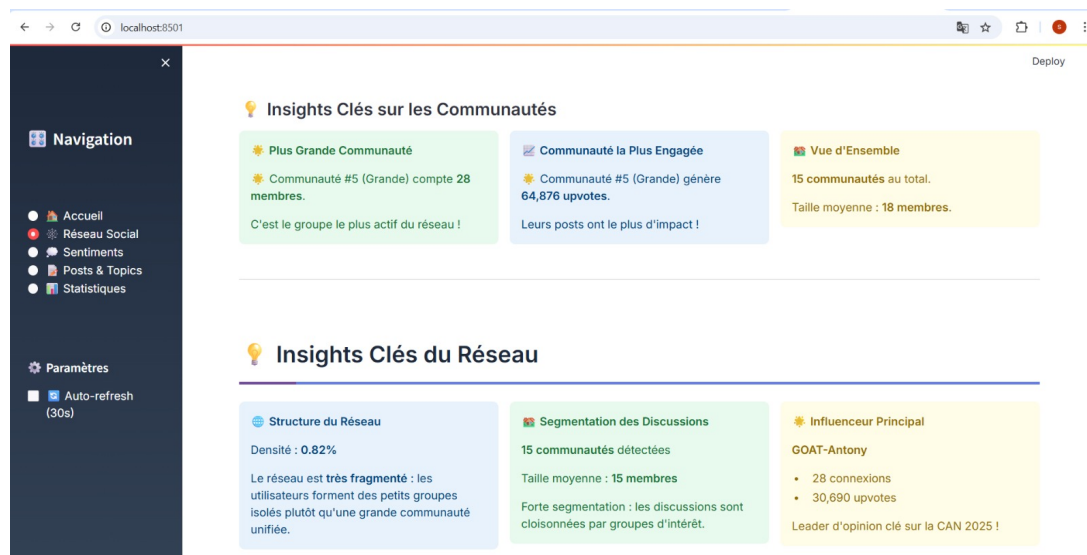 localhost:8501
Deploy
Navigation
Accueil
Réseau Social
Sentiments
Posts & Topics
Statistiques
Paramètres
Auto-refresh
(30s)
Insights Clés sur les Communautés
Plus Grande Communauté
Communauté #5 (Grande) compte 28
membres.
C'est le groupe le plus actif du réseau !
Communauté la Plus Engagée
Communauté #5 (Grande) génère
64,876 upvotes.
Leurs posts ont le plus d'impact !
Vue d'Ensemble
15 communautés au total.
Taille moyenne : 18 membres.
Insights Clés du Réseau
Structure du Réseau
Densité : 0.82%
Le réseau est très fragmenté : les
utilisateurs forment des petits groupes
isolés plutôt qu'une grande communauté
unifiée.
Segmentation des Discussions
15 communautés détectées
Taille moyenne : 15 membres
Forte segmentation : les discussions sont
cloisonnées par groupes d'intérêt.
Influenceur Principal
GOAT-Antony
• 28 connexions
• 30,690 upvotes
Leader d'opinion clé sur la CAN 2025 !